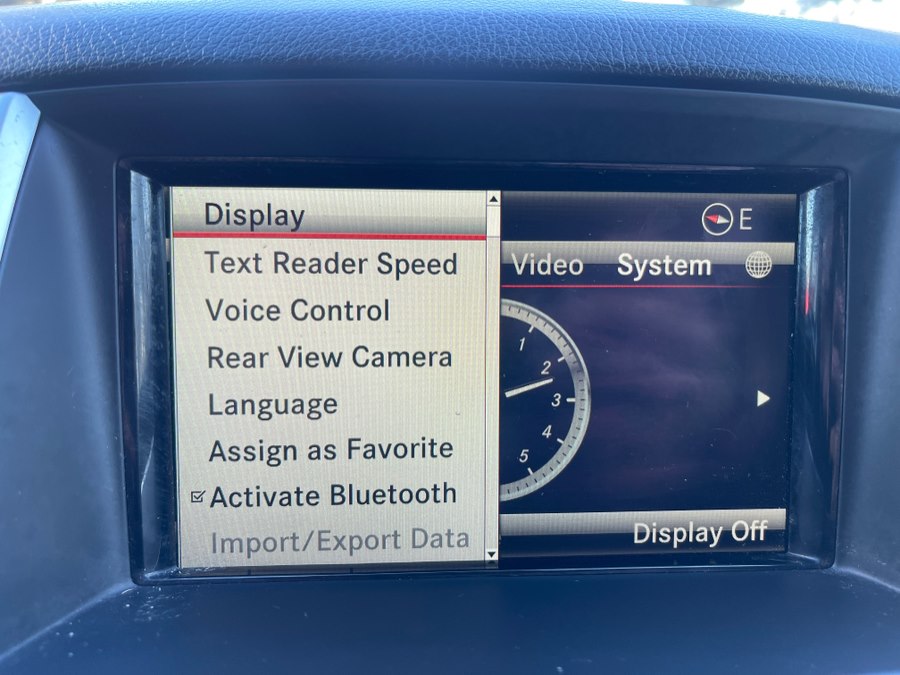 Display
Text Reader Speed
Voice Control
Rear View Camera
Language
Assign as Favorite
Activate Bluetooth
Import/Export Data
E
Video System
1
2
3
4
5
Display Off